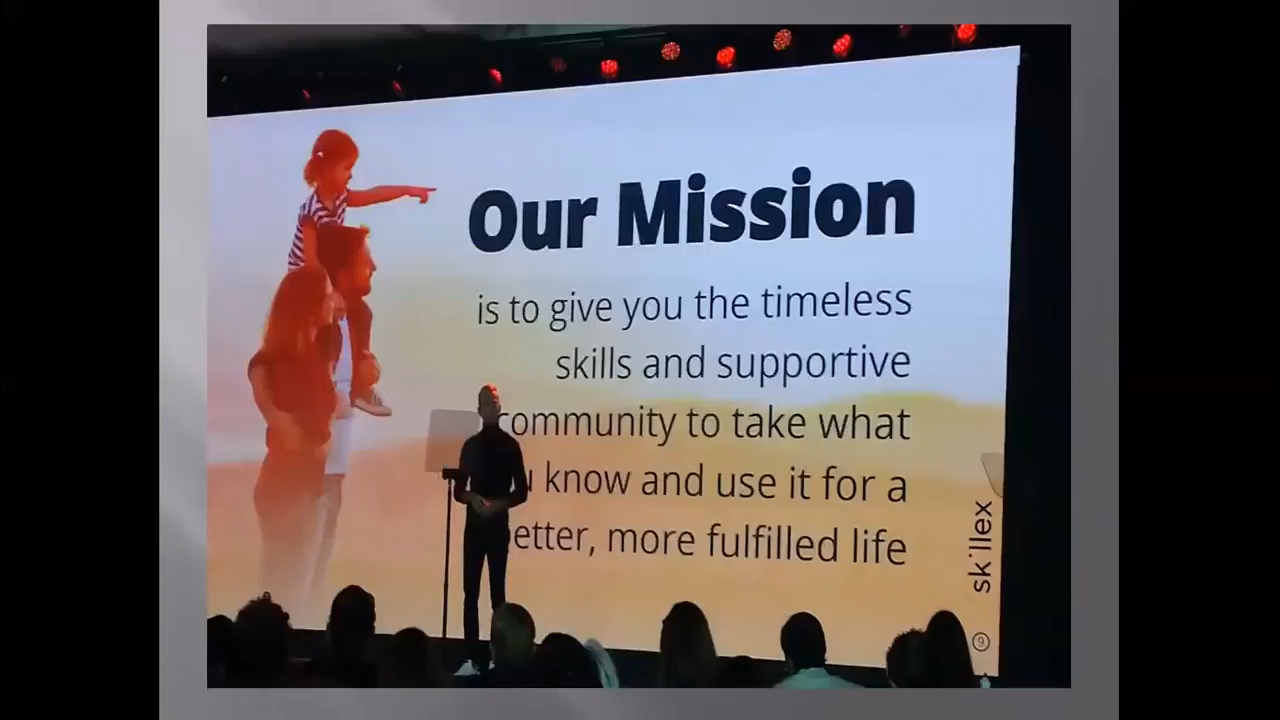 Our Mission
is to give you the timeless
skills and supportive
community to take what
know and use it for a
etter, more fulfilled life
sk˙llex
9